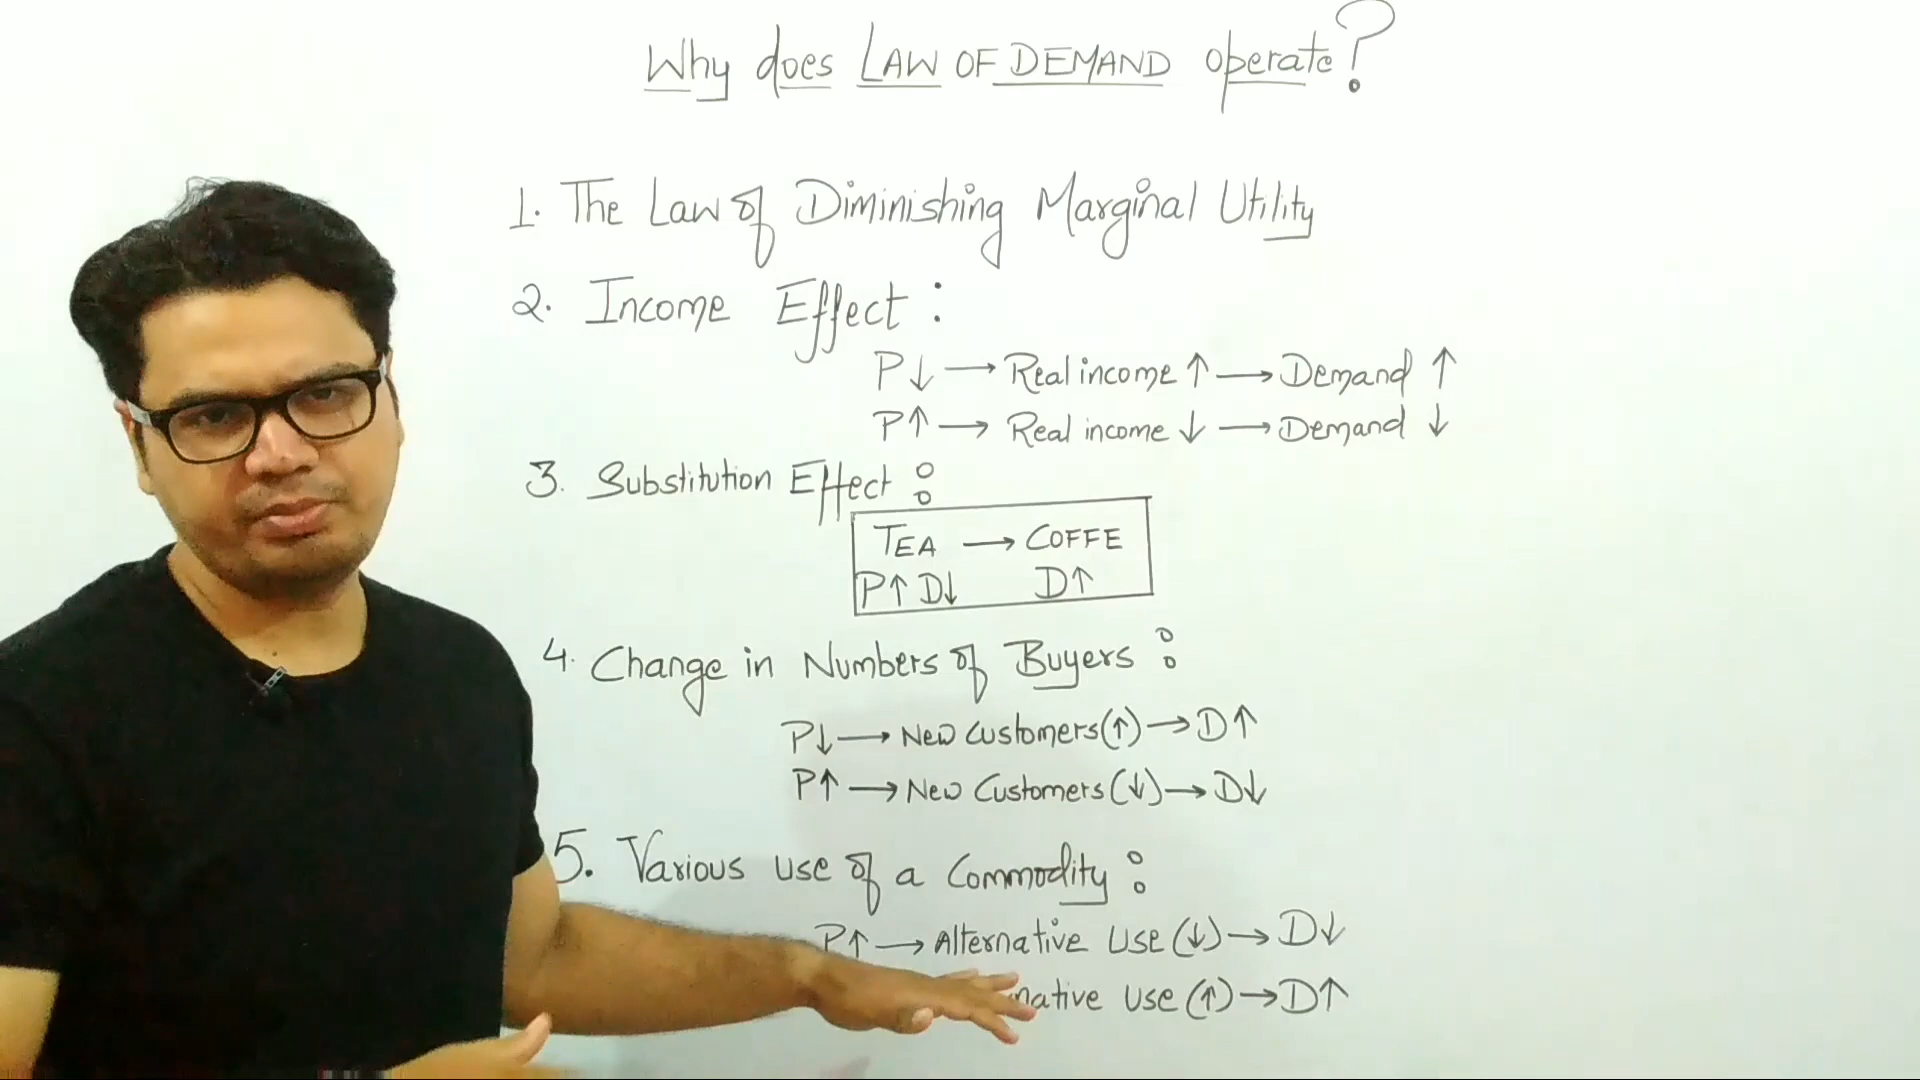 Why does LAW OF DEMAND operate?
1. The Law of Diminishing Marginal Utility
2. Income Effect :
P↓ → Real income ↑ → Demand ↑
P↑ → Real income ↓ → Demand ↓
3. Substitution Effect :
TEA → COFFE
P↑ D↓ D↑
4. Change in Numbers of Buyers :
P↓ → New Customers (↑) → D↑
P↑ → New Customers (↓) → D↓
5. Various use of a Commodity :
P↑ → Alternative Use (↓) → D↓
Use (↑) → D↑